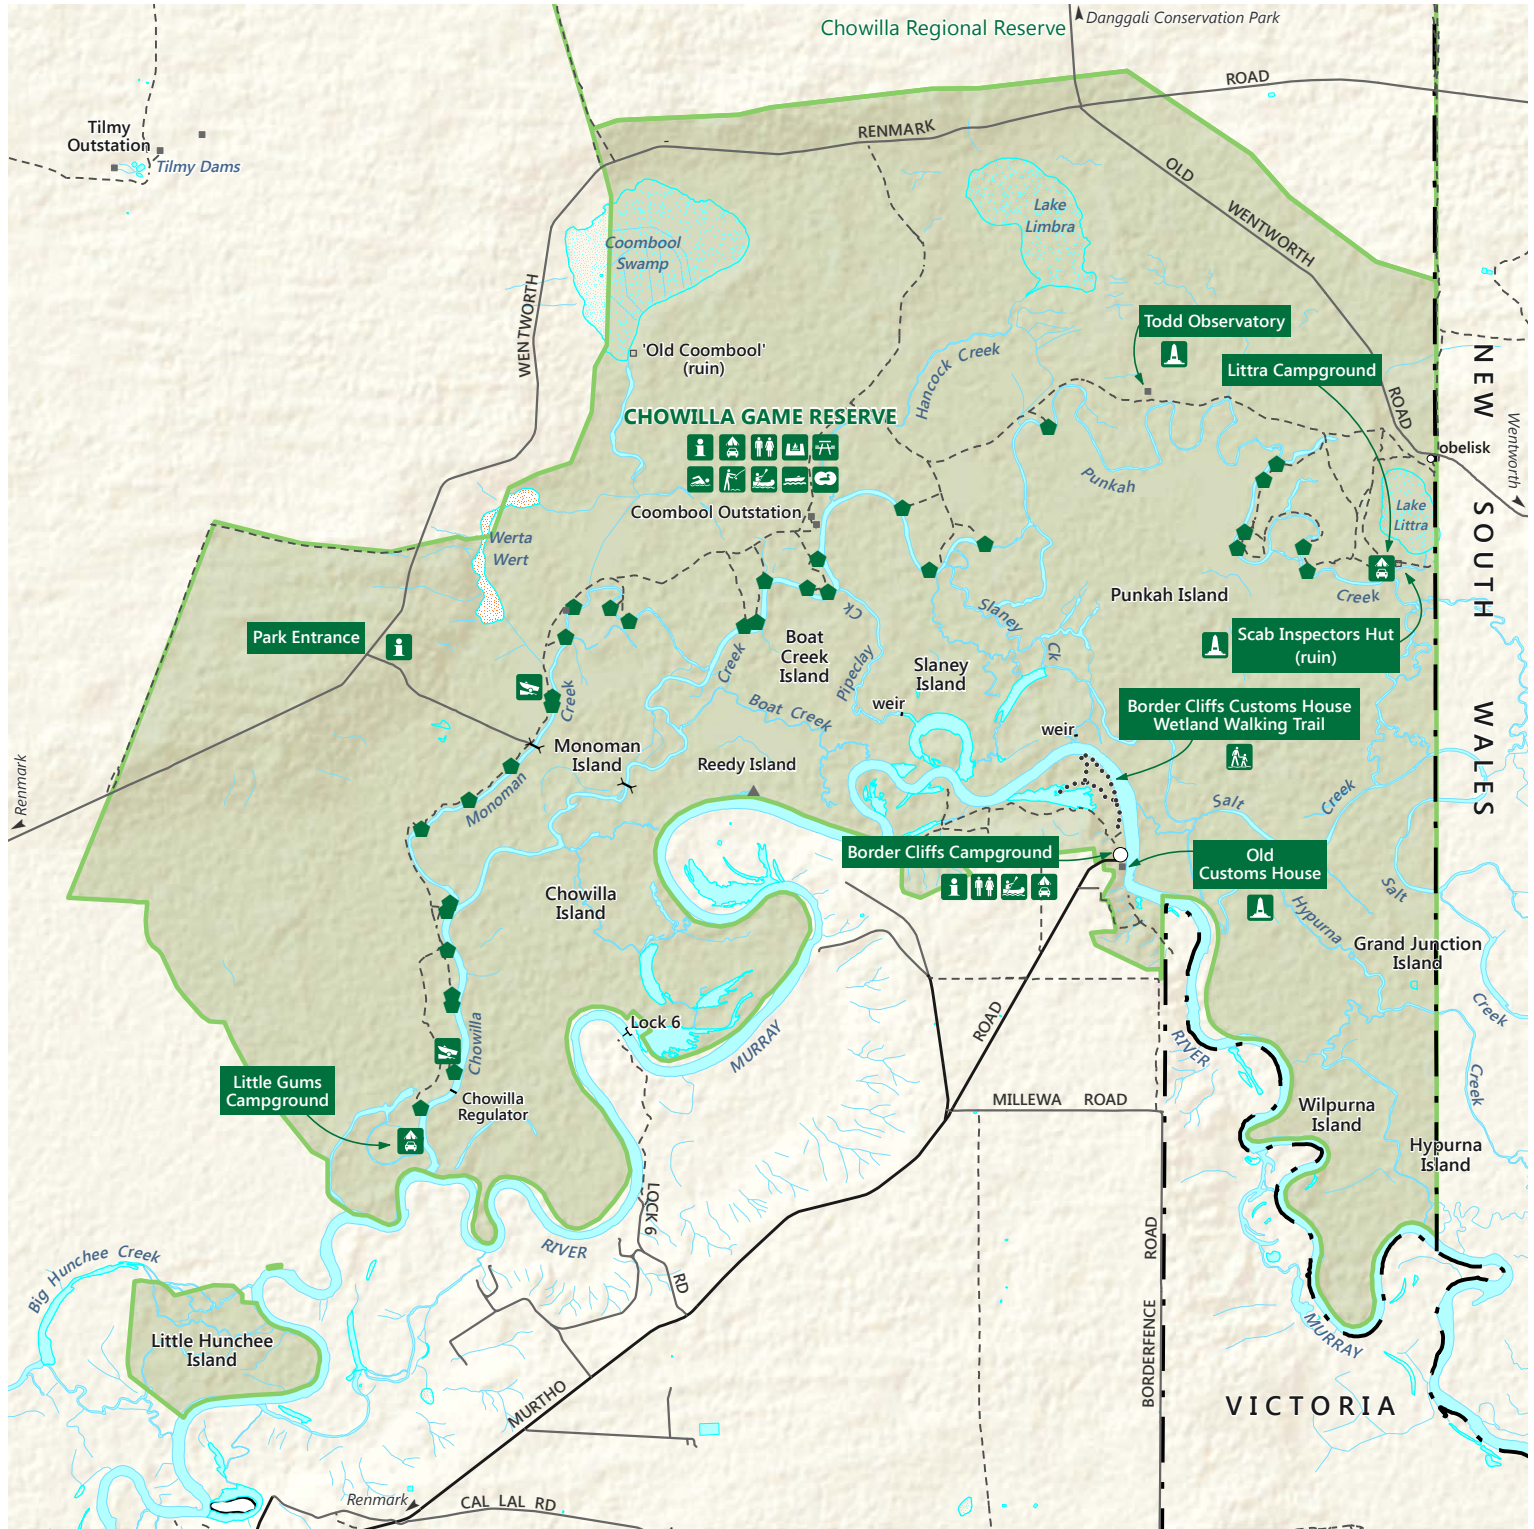 Chowilla Regional Reserve
Danggali Conservation Park
ROAD
RENMARK
Tilmy
Outstation
Tilmy Dams
OLD
WENTWORTH
Lake
Limbra
Coombool
Swamp
WENTWORTH
Todd Observatory
'Old Coombool'
(ruin)
Hancock Creek
Littra Campground
NEW SOUTH WALES
ROAD
CHOWILLA GAME RESERVE
Wentworth
obelisk
Punkah
Lake
Littra
Coombool Outstation
Werta
Wert
Punkah Island
Creek
Ck
Slaney
Ck
Park Entrance
Boat
Creek
Island
Scab Inspectors Hut
(ruin)
Creek
Pipeclay
Slaney
Island
Creek
Boat Creek
weir
Border Cliffs Customs House
Wetland Walking Trail
weir
Monoman
Island
Reedy Island
Renmark
Monoman
Salt
Creek
Border Cliffs Campground
Old
Customs House
Salt
Chowilla
Island
Hypurna
Grand Junction
Island
Creek
Lock 6
MURRAY
ROAD
RIVER
Chowilla
Creek
Little Gums
Campground
Chowilla
Regulator
MILLEWA ROAD
Wilpurna
Island
Hypurna
Island
LOCK 6
RD
RIVER
ROAD
Big Hunchee Creek
BORDERFENCE
Little Hunchee
Island
MURRAY
MURTHO
VICTORIA
Renmark
CAL LAL RD